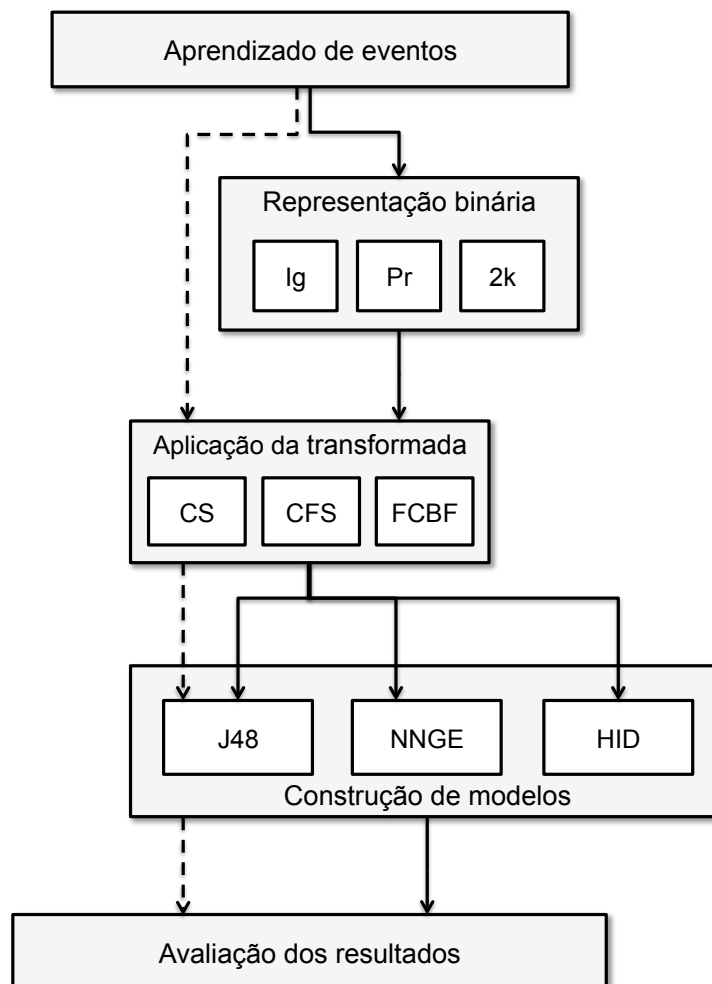 Aprendizado de eventos
Representação binária
Ig
Pr
2k
Aplicação da transformada
CS
CFS
FCBF
J48
NNGE
HID
Construção de modelos
Avaliação dos resultados